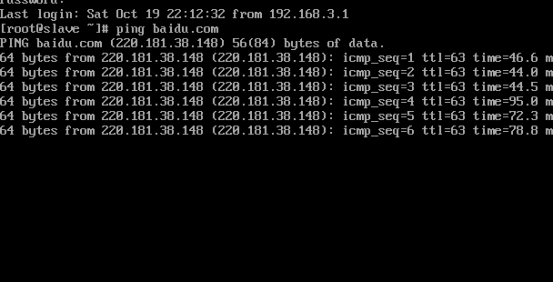 Password:
Last login: Sat Oct 19 22:12:32 from 192.168.3.1
[root@slave ~]# ping baidu.com
PING baidu.com (220.181.38.148) 56(84) bytes of data.
64 bytes from 220.181.38.148 (220.181.38.148): icmp_seq=1 ttl=63 time=46.6 m
64 bytes from 220.181.38.148 (220.181.38.148): icmp_seq=2 ttl=63 time=44.0 m
64 bytes from 220.181.38.148 (220.181.38.148): icmp_seq=3 ttl=63 time=44.5 m
64 bytes from 220.181.38.148 (220.181.38.148): icmp_seq=4 ttl=63 time=95.0 m
64 bytes from 220.181.38.148 (220.181.38.148): icmp_seq=5 ttl=63 time=72.3 m
64 bytes from 220.181.38.148 (220.181.38.148): icmp_seq=6 ttl=63 time=78.8 m